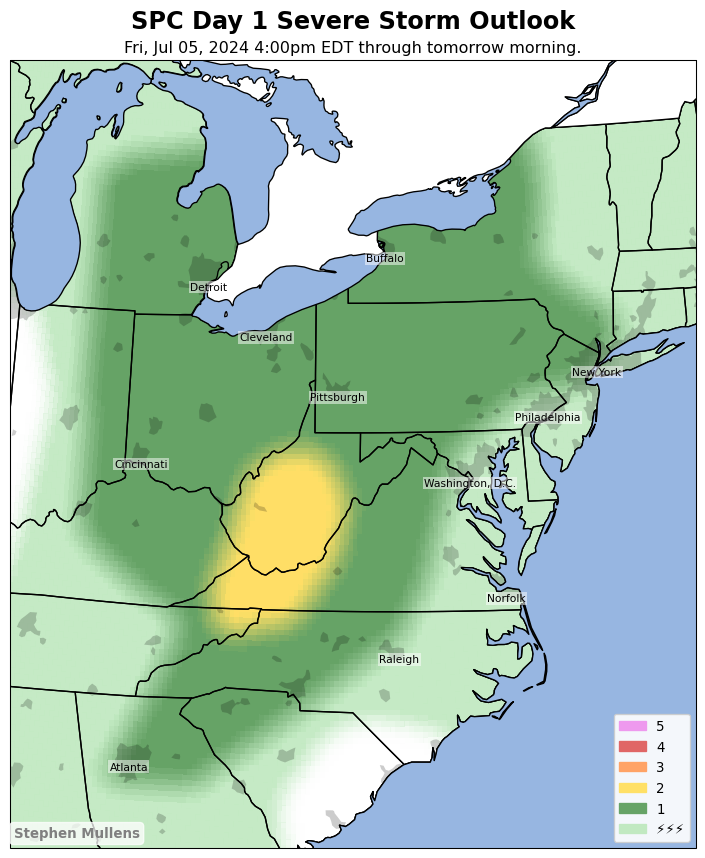 SPC Day 1 Severe Storm Outlook
Fri, Jul 05, 2024 4:00pm EDT through tomorrow morning.
Buffalo
Detroit
Cleveland
New York
Pittsburgh
Philadelphia
Cincinnati
Washington, D.C.
Norfolk
Raleigh
Atlanta
5
4
3
2
1
⚡⚡⚡
Stephen Mullens